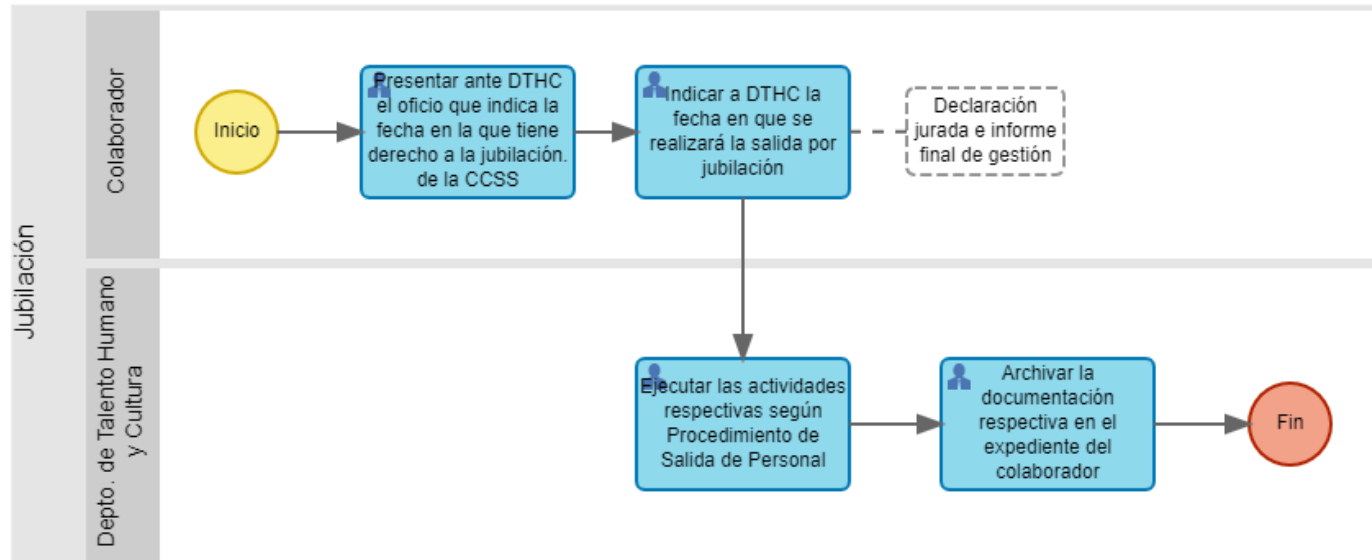 Jubilación
Colaborador
Inicio
Presentar ante DTHC
el oficio que indica la
fecha en la que tiene
derecho a la jubilación.
de la CCSS
Indicar a DTHC la
fecha en que se
realizará la salida por
jubilación
Declaración
jurada e informe
final de gestión
Depto. de Talento Humano
y Cultura
Ejecutar las actividades
respectivas según
Procedimiento de
Salida de Personal
Archivar la
documentación
respectiva en el
expediente del
colaborador
Fin